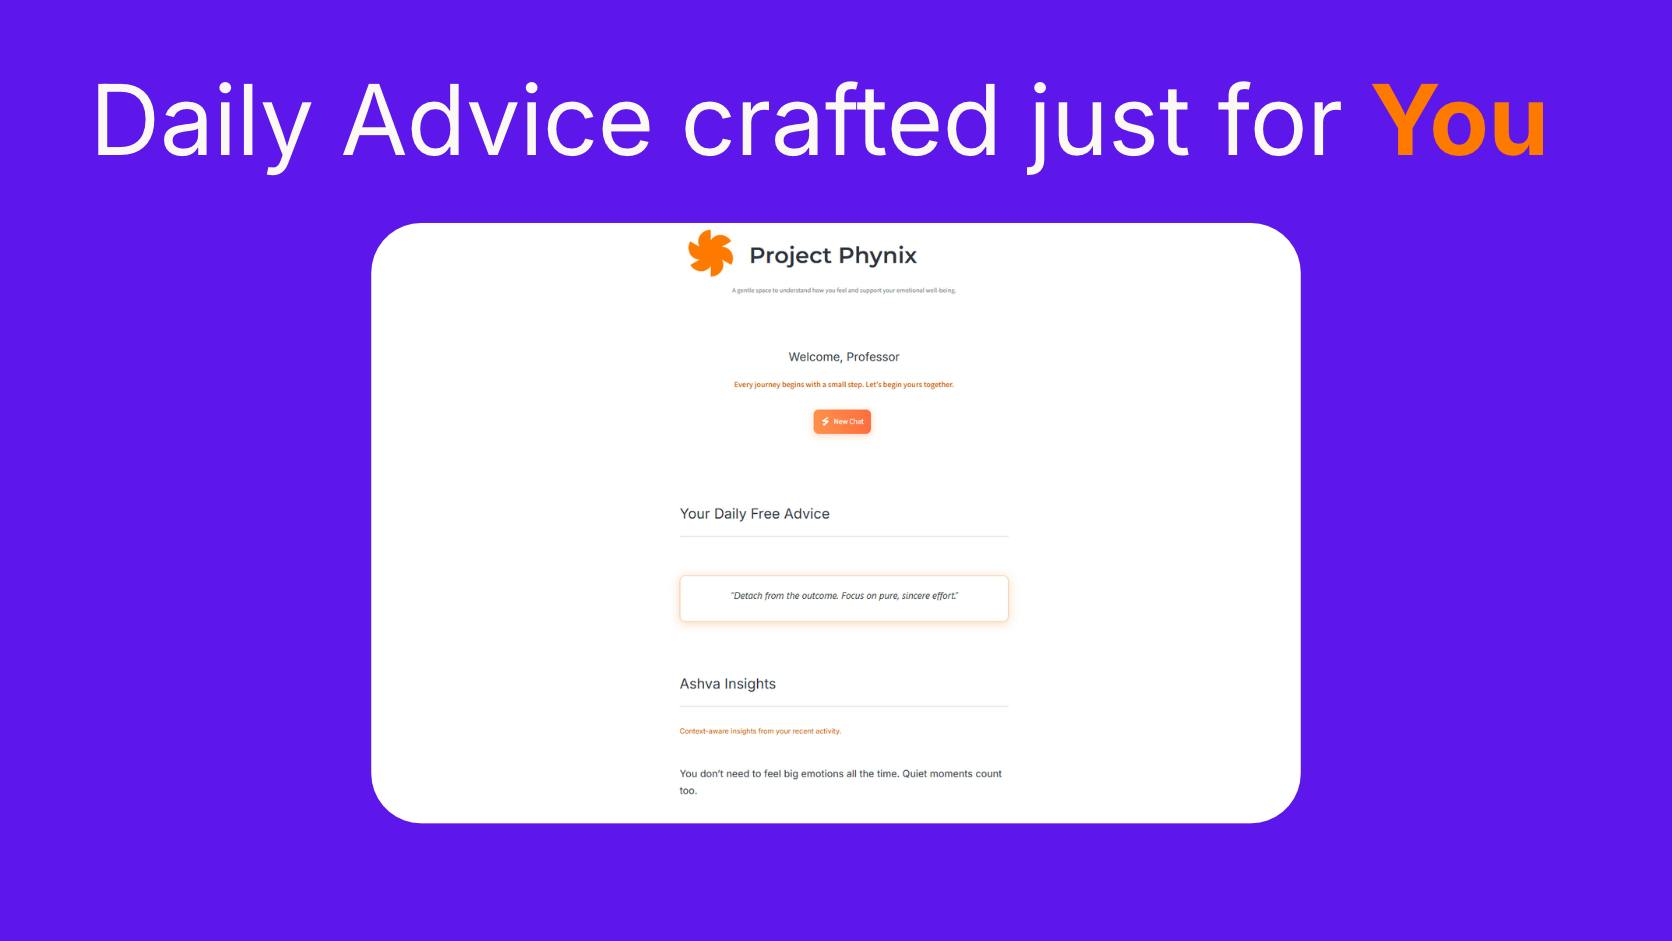 Daily Advice crafted just for You
Project Phynix
A gentle space to understand how you feel and support your emotional well-being.
Welcome, Professor
Every journey begins with a small step. Let's begin yours together.
New Chat
Your Daily Free Advice
"Detach from the outcome. Focus on pure, sincere effort."
Ashva Insights
Context-aware insights from your recent activity.
You don't need to feel big emotions all the time. Quiet moments count
too.